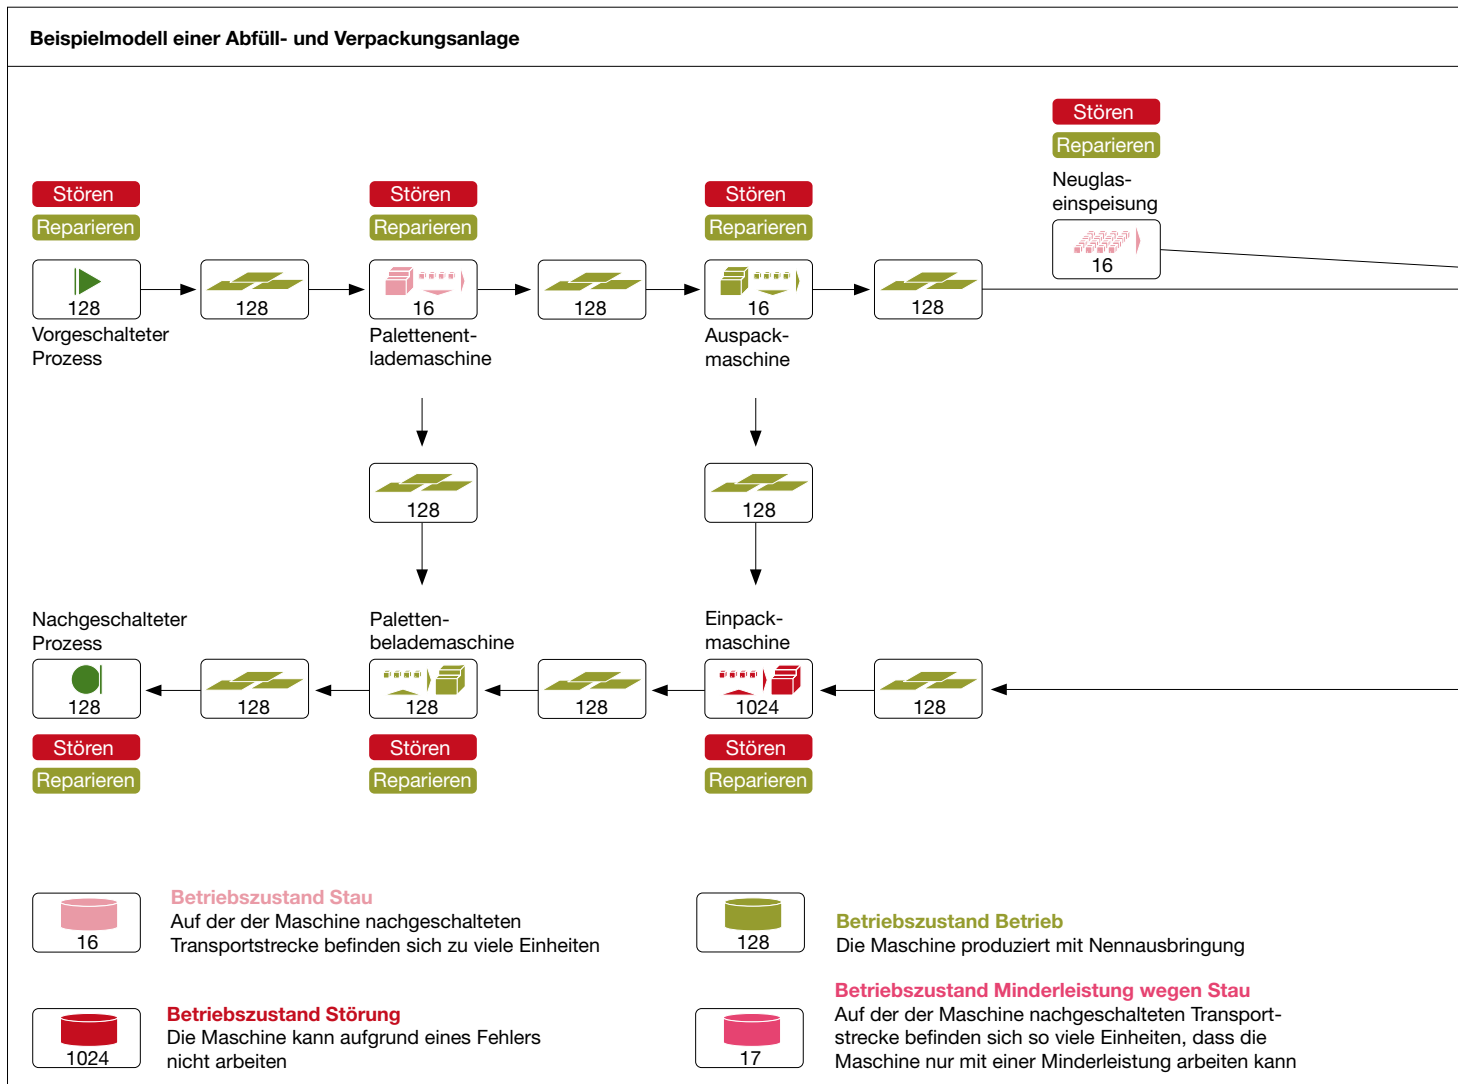 Beispielmodell einer Abfüll- und Verpackungsanlage
Stören
Reparieren
Neuglas-
einspeisung
16
Stören
Reparieren
128
Vorgeschalteter
Prozess
128
Stören
Reparieren
16
Palettenent-
lademaschine
128
Stören
Reparieren
16
Auspack-
maschine
128
128
128
Nachgeschalteter
Prozess
128
Stören
Reparieren
128
Paletten-
belademaschine
128
Stören
Reparieren
128
Einpack-
maschine
1024
Stören
Reparieren
128
16
Betriebszustand Stau
Auf der der Maschine nachgeschalteten
Transportstrecke befinden sich zu viele Einheiten
128
Betriebszustand Betrieb
Die Maschine produziert mit Nennausbringung
1024
Betriebszustand Störung
Die Maschine kann aufgrund eines Fehlers
nicht arbeiten
17
Betriebszustand Minderleistung wegen Stau
Auf der der Maschine nachgeschalteten Transport-
strecke befinden sich so viele Einheiten, dass die
Maschine nur mit einer Minderleistung arbeiten kann